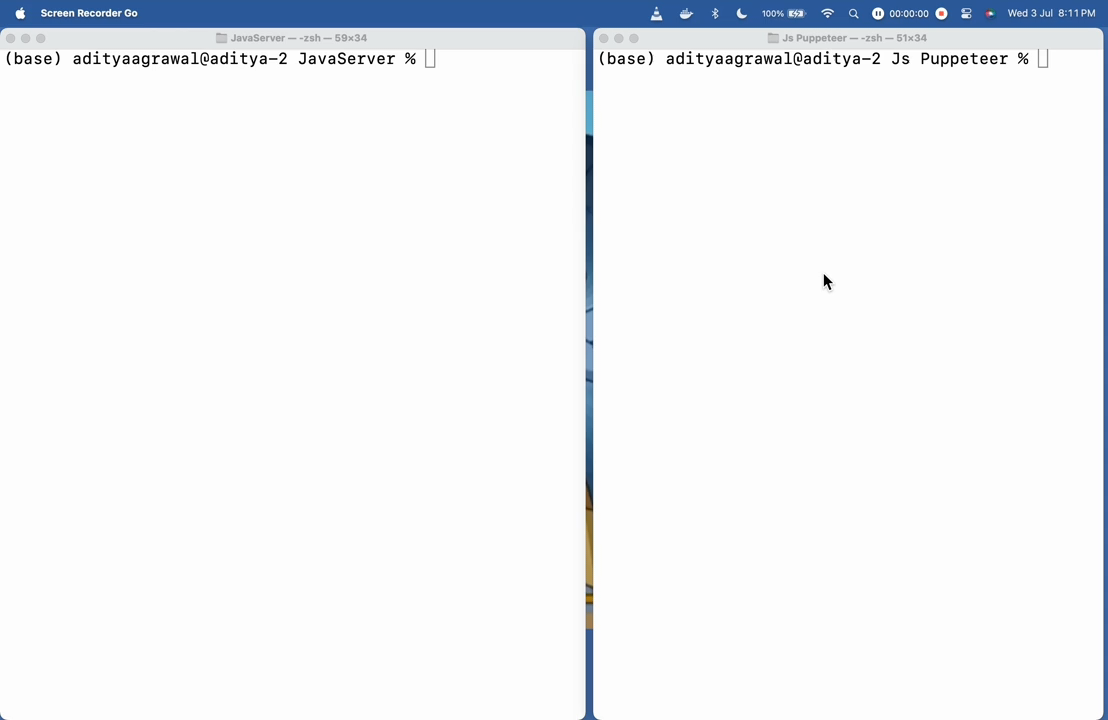 Screen Recorder Go
100%
00:00:00
Wed 3 Jul 8:11 PM
JavaServer — -zsh — 59×34
(base) adityaagrawal@aditya-2 JavaServer %
Js Puppeteer — -zsh — 51×34
(base) adityaagrawal@aditya-2 Js Puppeteer %